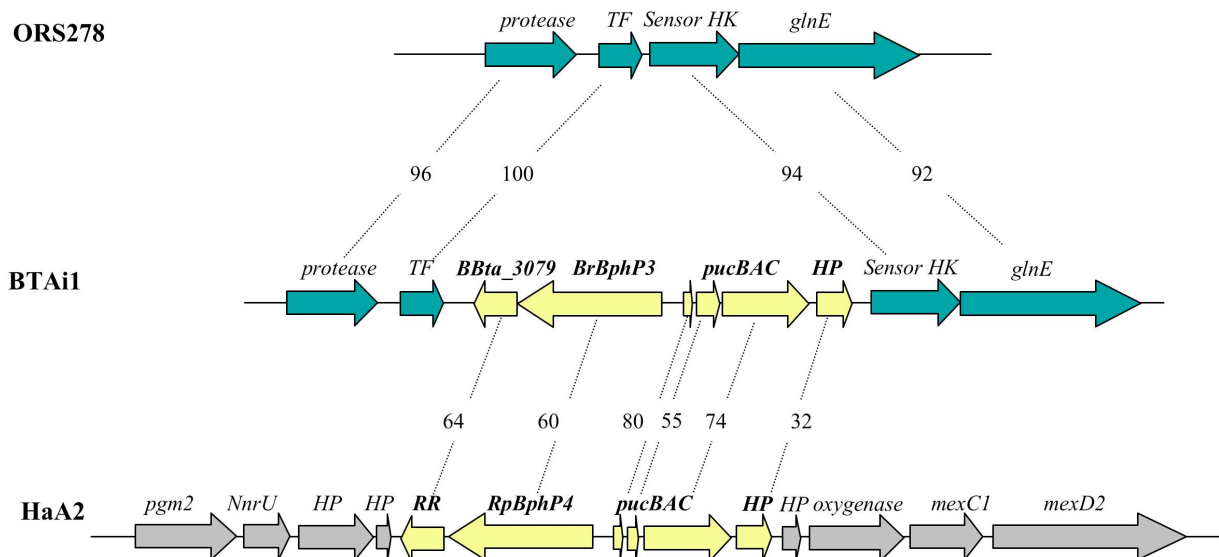 protease TF Sensor HK glnE
ORS278
96 100 94 92
protease TF BBta_3079 BrBphP3 pucBAC HP Sensor HK glnE
BTAi1
64 60 80 55 74 32
pgm2 NnrU HP HP RR RpBphP4 pucBAC HP HP oxygenase mexC1 mexD2
HaA2